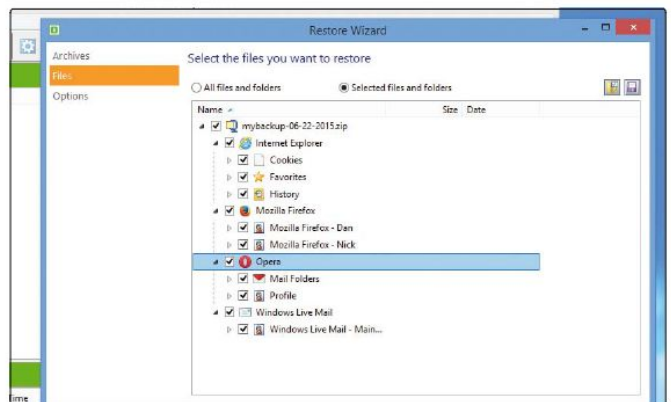 Restore Wizard
Archives
Files
Options
Select the files you want to restore
All files and folders
Selected files and folders
Name
Size
Date
mybackup-06-22-2015.zip
Internet Explorer
Cookies
Favorites
History
Mozilla Firefox
Mozilla Firefox - Dan
Mozilla Firefox - Nick
Opera
Mail Folders
Profile
Windows Live Mail
Windows Live Mail - Main...
Time